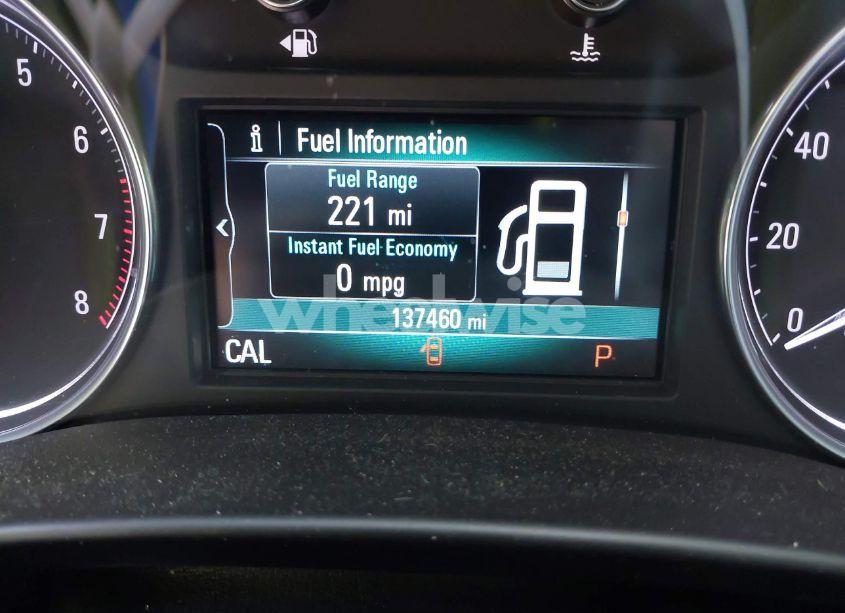 5
6
7
8
i Fuel Information
Fuel Range
221 mi
Instant Fuel Economy
0 mpg
wheelwise
137460 mi
CAL
P
40
20
0